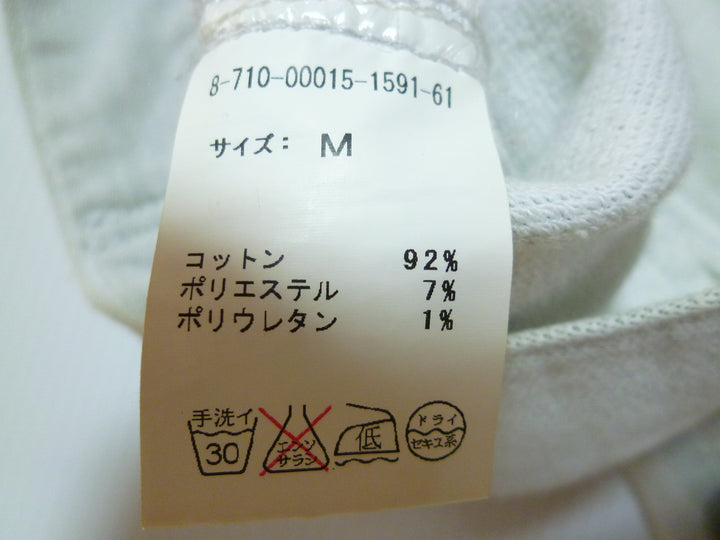 8-710-00015-1591-61
サイズ: M
コットン 92%
ポリエステル 7%
ポリウレタン 1%
手洗イ
30
エンソ
サラシ
低
ドライ
セキユ系